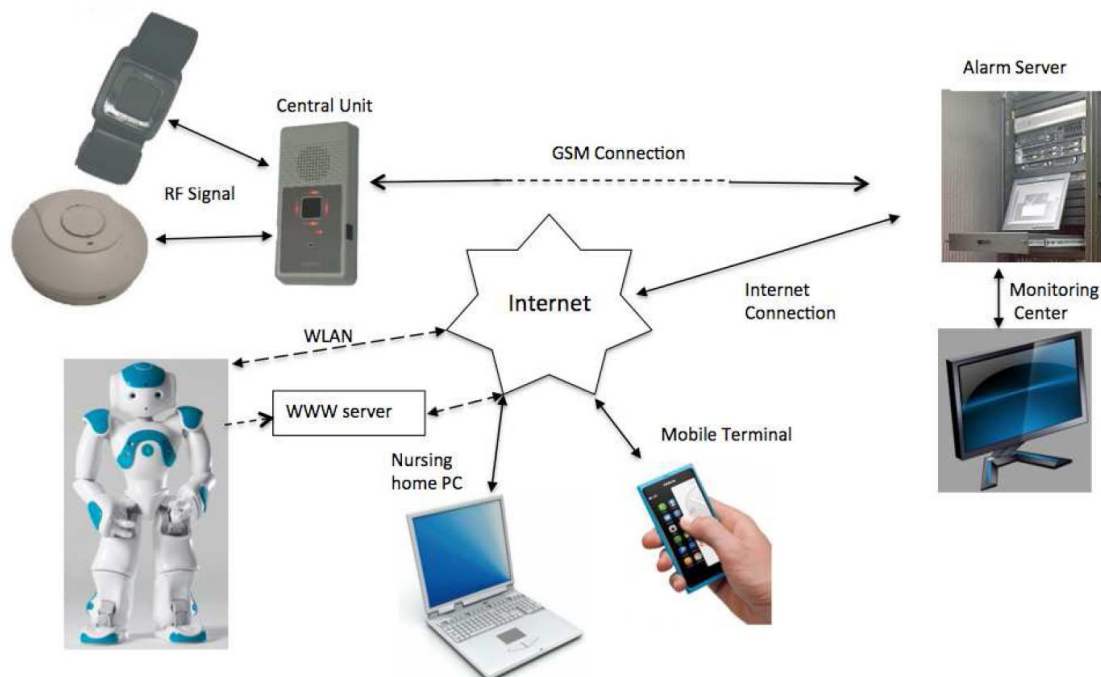 Alarm Server
Central Unit
GSM Connection
RF Signal
Internet
Internet
Connection
Monitoring
Center
WLAN
WWW server
Mobile Terminal
Nursing
home PC